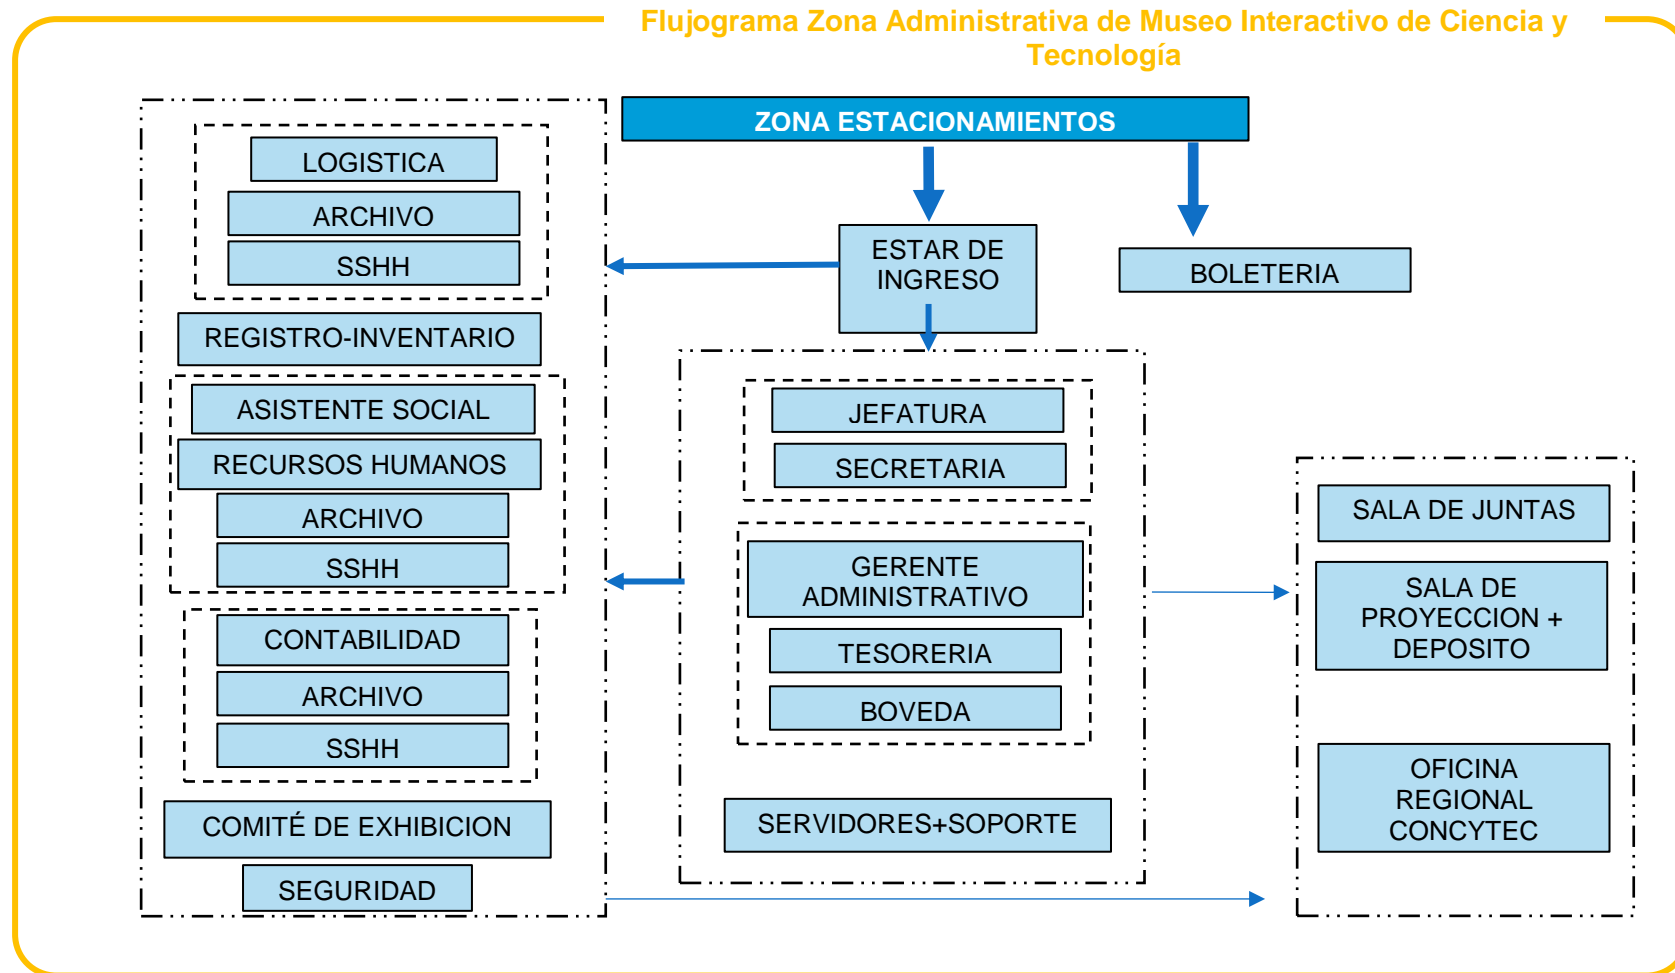 Flujograma Zona Administrativa de Museo Interactivo de Ciencia y
Tecnología
ZONA ESTACIONAMIENTOS
LOGISTICA
ARCHIVO
SSHH
REGISTRO-INVENTARIO
ASISTENTE SOCIAL
RECURSOS HUMANOS
ARCHIVO
SSHH
CONTABILIDAD
ARCHIVO
SSHH
COMITÉ DE EXHIBICION
SEGURIDAD
ESTAR DE
INGRESO
BOLETERIA
JEFATURA
SECRETARIA
GERENTE
ADMINISTRATIVO
TESORERIA
BOVEDA
SERVIDORES+SOPORTE
SALA DE JUNTAS
SALA DE
PROYECCION +
DEPOSITO
OFICINA
REGIONAL
CONCYTEC